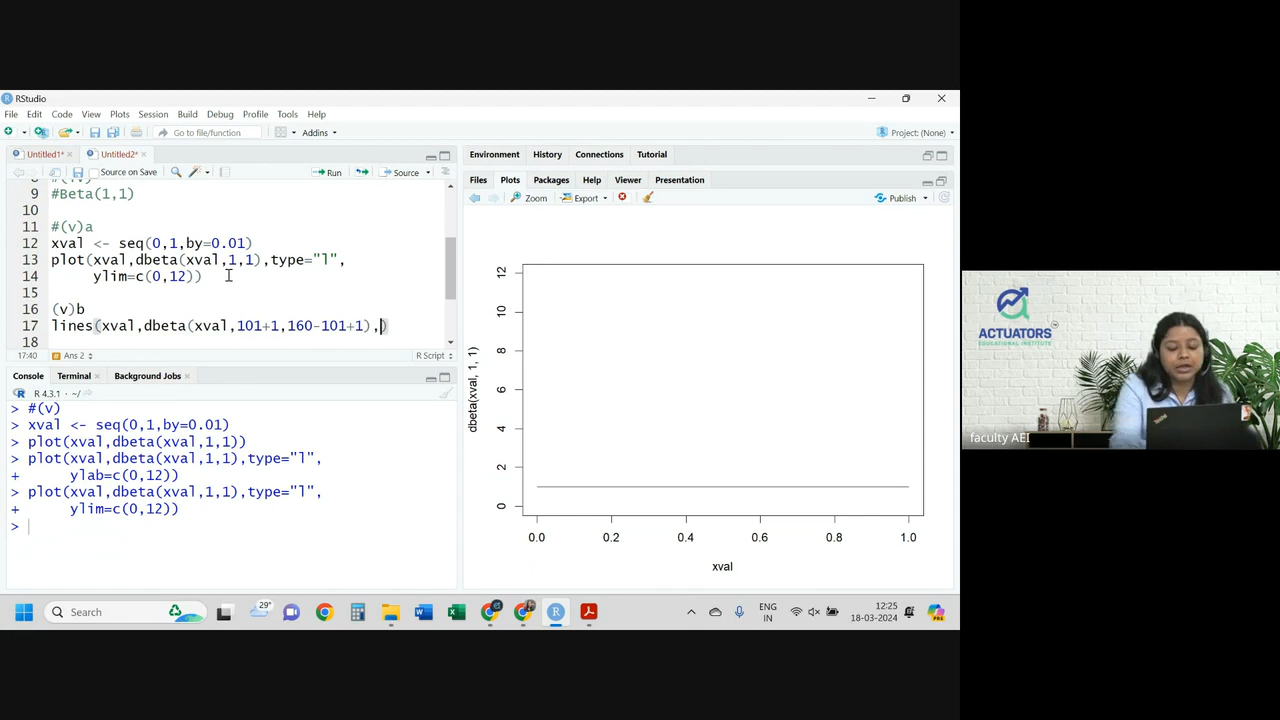 RStudio
File Edit Code View Plots Session Build Debug Profile Tools Help
Go to file/function Addins Project: (None)
Untitled1* Untitled2*
Source on Save Run Source
9 #Beta(1,1)
10
11 #(v)a
12 xval <- seq(0,1,by=0.01)
13 plot(xval,dbeta(xval,1,1),type="l",
14 ylim=c(0,12))
15
16 (v)b
17 lines(xval,dbeta(xval,101+1,160-101+1),)
18
17:40 Ans 2 R Script
Console Terminal Background Jobs
R 4.3.1 · ~/
> #(v)
> xval <- seq(0,1,by=0.01)
> plot(xval,dbeta(xval,1,1))
> plot(xval,dbeta(xval,1,1),type="l",
+ ylab=c(0,12))
> plot(xval,dbeta(xval,1,1),type="l",
+ ylim=c(0,12))
>
Environment History Connections Tutorial
Files Plots Packages Help Viewer Presentation
Zoom Export Publish
12
10
8
6
4
2
0
dbeta(xval, 1, 1)
0.0 0.2 0.4 0.6 0.8 1.0
xval
ACTUATORS
EDUCATIONAL INSTITUTE
faculty AEI
Search
29°
ENG
IN
12:25
18-03-2024